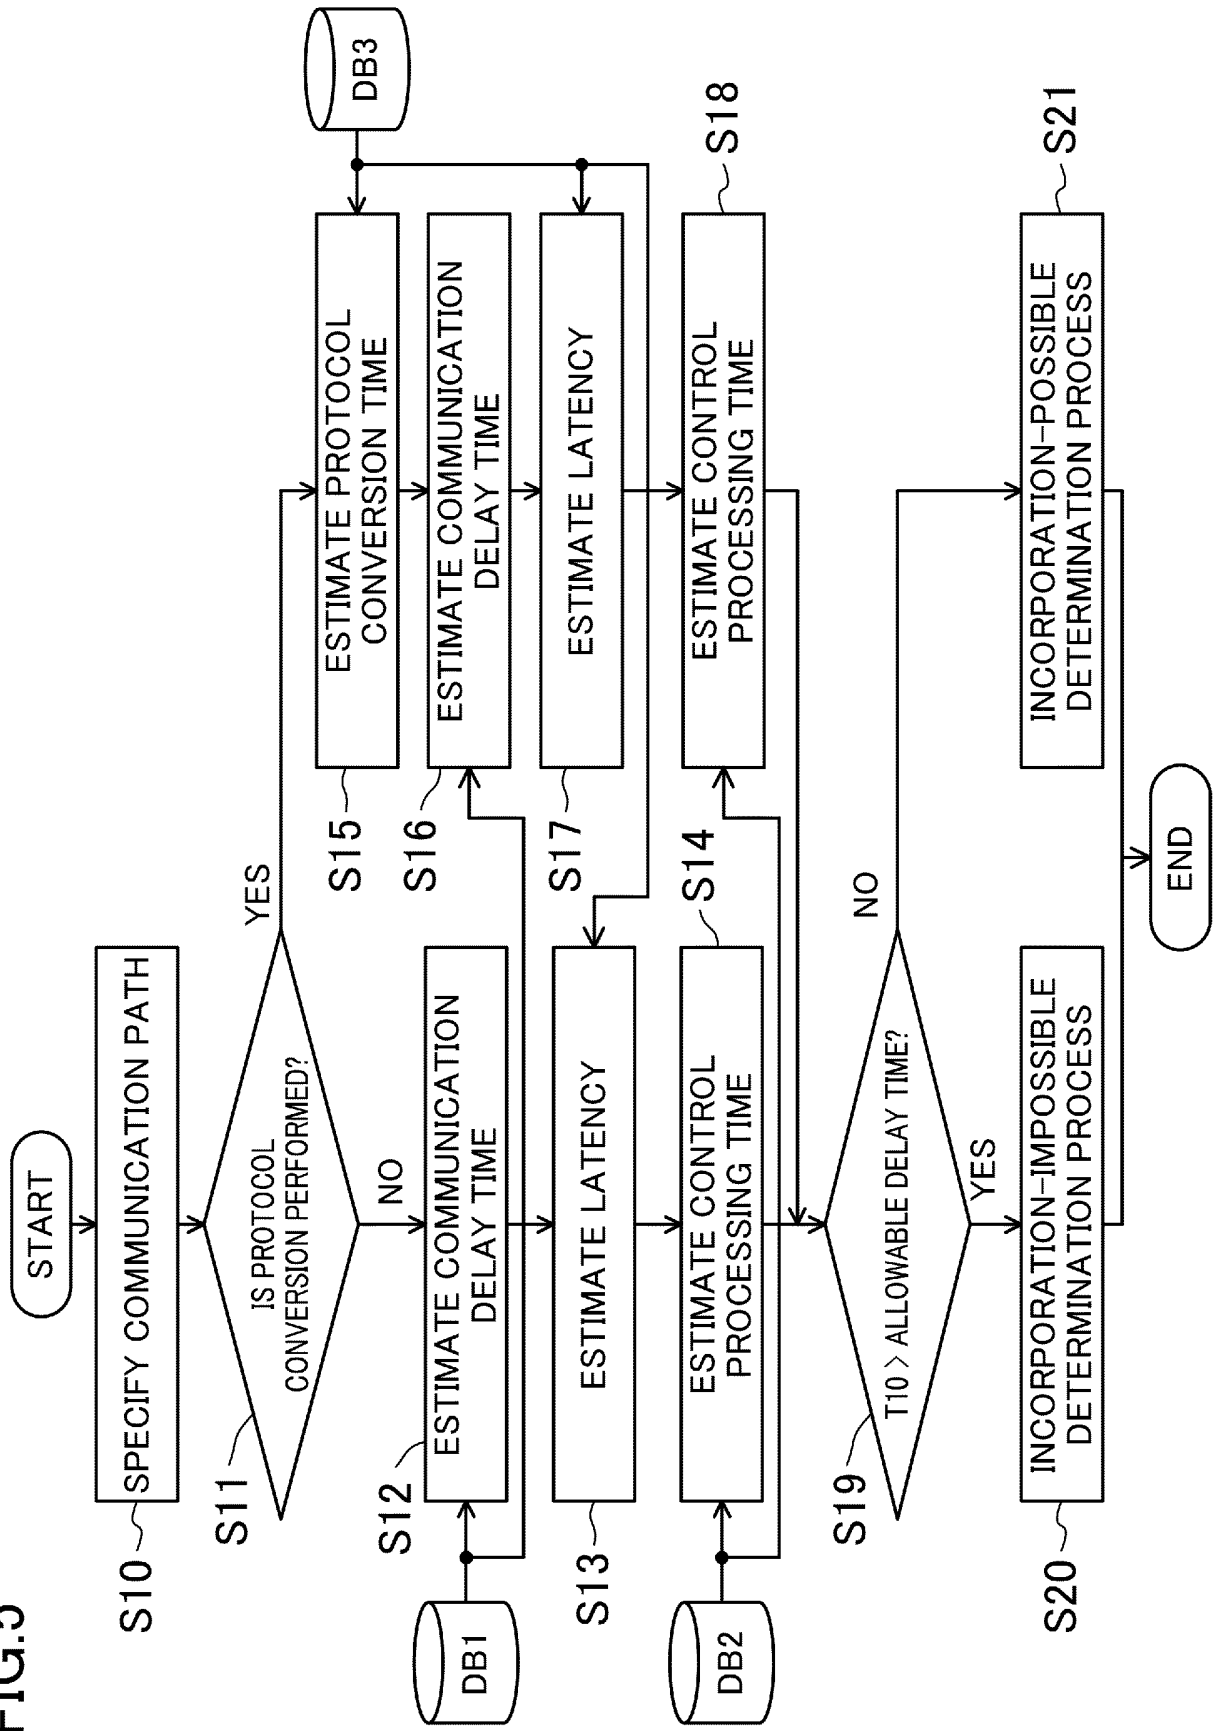 FIG.5
START
S10
SPECIFY COMMUNICATION PATH
S11
IS PROTOCOL
CONVERSION PERFORMED?
YES
NO
DB3
S15
ESTIMATE PROTOCOL
CONVERSION TIME
DB1
S12
ESTIMATE COMMUNICATION
DELAY TIME
S16
ESTIMATE COMMUNICATION
DELAY TIME
S13
ESTIMATE LATENCY
S17
ESTIMATE LATENCY
DB2
S14
ESTIMATE CONTROL
PROCESSING TIME
S18
ESTIMATE CONTROL
PROCESSING TIME
S19
T10 > ALLOWABLE DELAY TIME?
NO
YES
S20
INCORPORATION-IMPOSSIBLE
DETERMINATION PROCESS
S21
INCORPORATION-POSSIBLE
DETERMINATION PROCESS
END